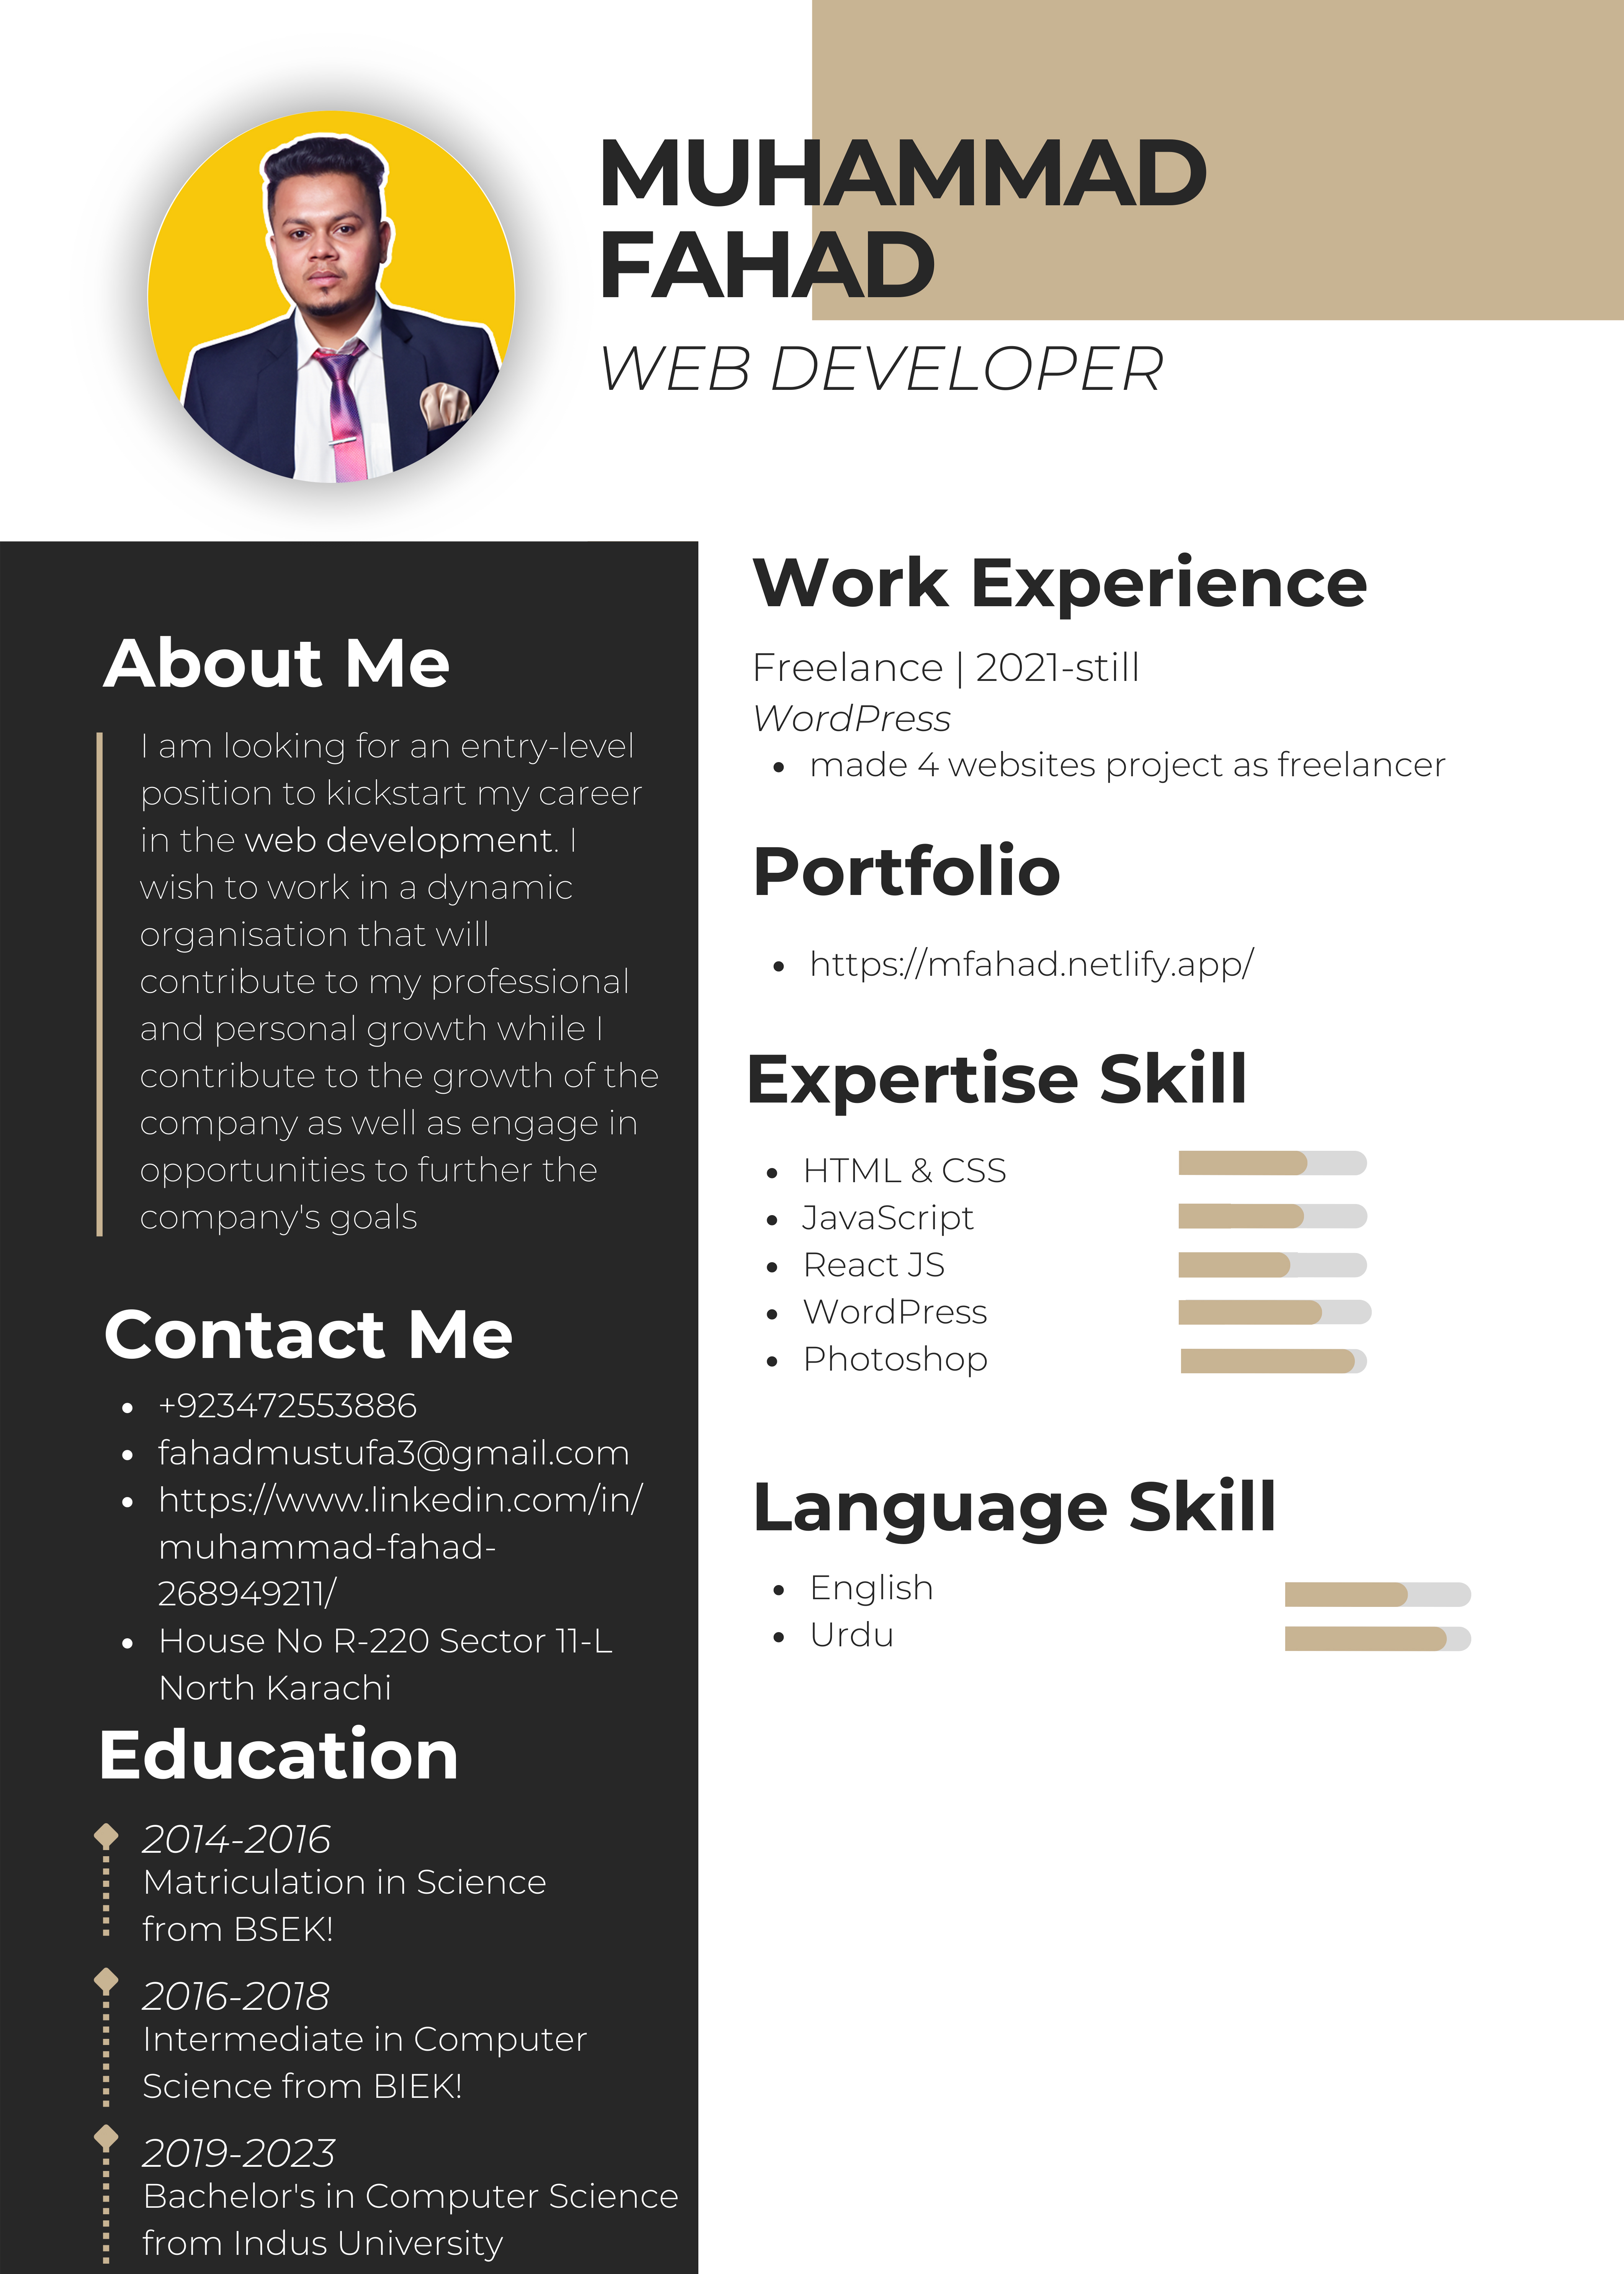 MUHAMMAD
FAHAD
WEB DEVELOPER
About Me
I am looking for an entry-level
position to kickstart my career
in the web development. I
wish to work in a dynamic
organisation that will
contribute to my professional
and personal growth while I
contribute to the growth of the
company as well as engage in
opportunities to further the
company's goals
Contact Me
+923472553886
fahadmustufa3@gmail.com
https://www.linkedin.com/in/
muhammad-fahad-
268949211/
House No R-220 Sector 11-L
North Karachi
Education
2014-2016
Matriculation in Science
from BSEK!
2016-2018
Intermediate in Computer
Science from BIEK!
2019-2023
Bachelor's in Computer Science
from Indus University
Work Experience
Freelance | 2021-still
WordPress
made 4 websites project as freelancer
Portfolio
https://mfahad.netlify.app/
Expertise Skill
HTML & CSS
JavaScript
React JS
WordPress
Photoshop
Language Skill
English
Urdu